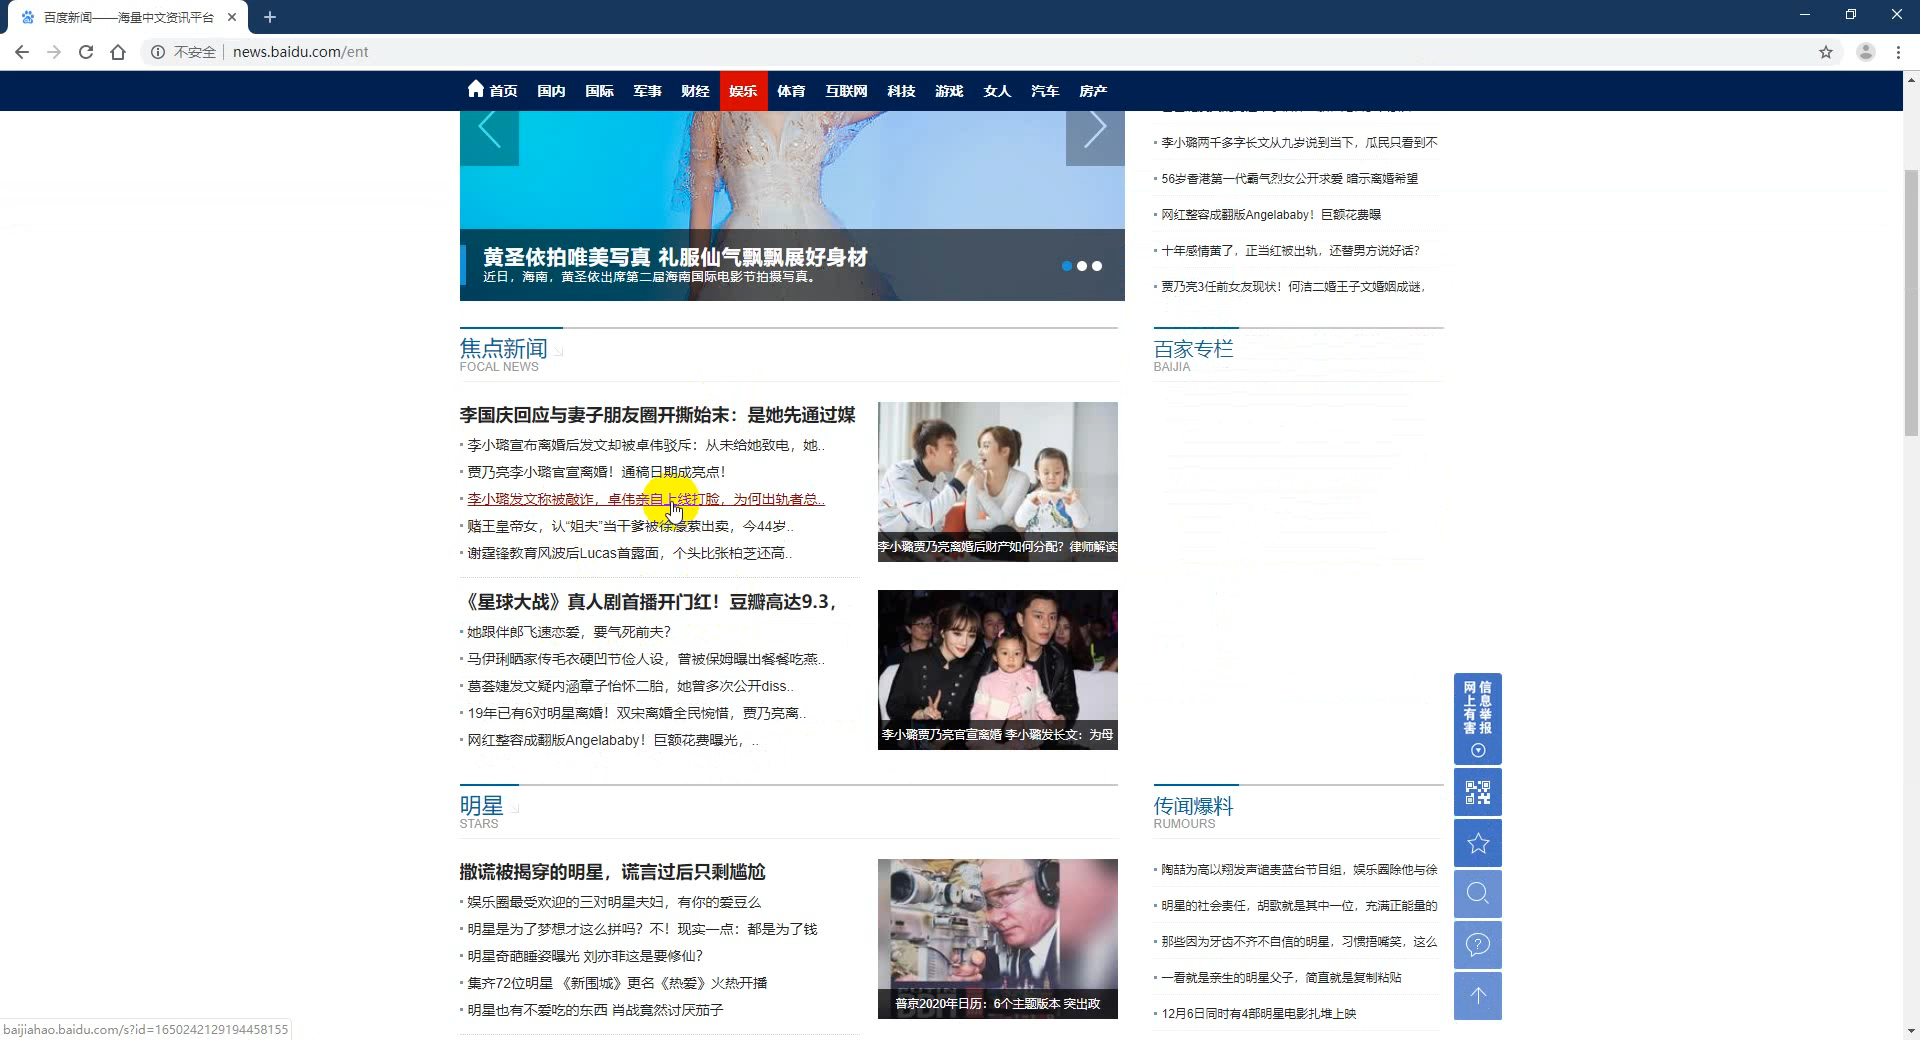 百度新闻——海量中文资讯平台
不安全 | news.baidu.com/ent
首页 国内 国际 军事 财经 娱乐 体育 互联网 科技 游戏 女人 汽车 房产
黄圣依拍唯美写真 礼服仙气飘飘展好身材
近日，海南，黄圣依出席第二届海南国际电影节拍摄写真。
李小璐两千多字长文从九岁说到当下，瓜民只看到不
56岁香港第一代霸气烈女公开求爱 暗示离婚希望
网红整容成翻版Angelababy！巨额花费曝
十年感情黄了，正当红被出轨，还替男方说好话？
贾乃亮3任前女友现状！何洁二婚王子文婚姻成谜，
焦点新闻
FOCAL NEWS
李国庆回应与妻子朋友圈开撕始末：是她先通过媒
李小璐宣布离婚后发文却被卓伟驳斥：从未给她致电，她..
贾乃亮李小璐官宣离婚！通稿日期成亮点！
李小璐发文称被敲诈，卓伟亲自上线打脸，为何出轨者总..
赌王皇帝女，认“姐夫”当干爹被徐濠萦出卖，今44岁..
谢霆锋教育风波后Lucas首露面，个头比张柏芝还高..
李小璐贾乃亮离婚后财产如何分配？律师解读
《星球大战》真人剧首播开门红！豆瓣高达9.3，
她跟伴郎飞速恋爱，要气死前夫？
马伊琍晒家传毛衣硬凹节俭人设，曾被保姆曝出餐餐吃燕..
葛荟婕发文疑内涵章子怡怀二胎，她曾多次公开diss..
19年已有6对明星离婚！双宋离婚全民惋惜，贾乃亮离..
网红整容成翻版Angelababy！巨额花费曝光，..
李小璐贾乃亮官宣离婚 李小璐发长文：为母
百家专栏
BAIJIA
明星
STARS
撒谎被揭穿的明星，谎言过后只剩尴尬
娱乐圈最受欢迎的三对明星夫妇，有你的爱豆么
明星是为了梦想才这么拼吗？不！现实一点：都是为了钱
明星奇葩睡姿曝光 刘亦菲这是要修仙？
集齐72位明星 《新围城》更名《热爱》火热开播
明星也有不爱吃的东西 肖战竟然讨厌茄子
普京2020年日历：6个主题版本 突出政
传闻爆料
RUMOURS
陶喆为高以翔发声谴责蓝台节目组，娱乐圈除他与徐
明星的社会责任，胡歌就是其中一位，充满正能量的
那些因为牙齿不齐不自信的明星，习惯捂嘴笑，这么
一看就是亲生的明星父子，简直就是复制粘贴
12月6日同时有4部明星电影扎堆上映
网上有害
信息举报
baijiahao.baidu.com/s?id=1650242129194458155